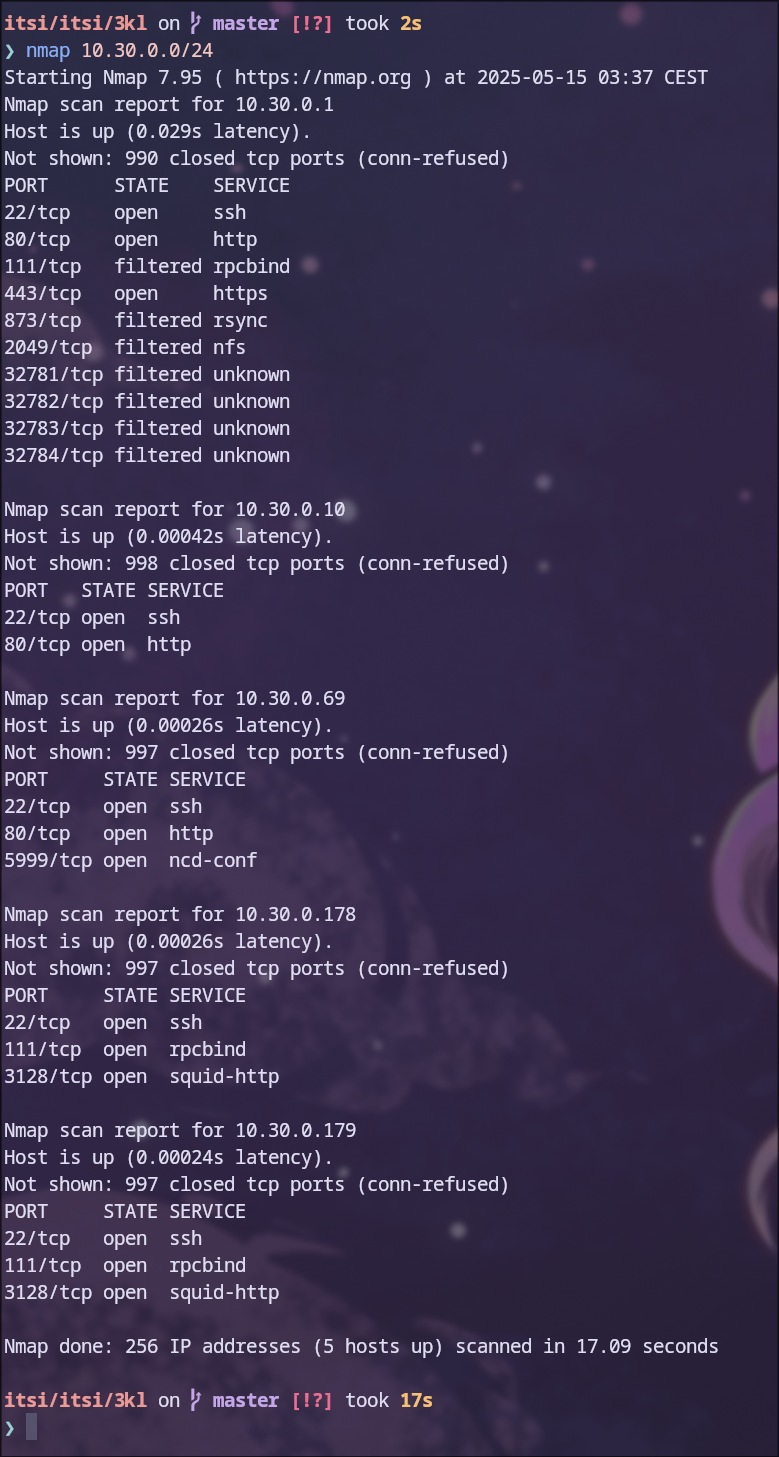 itsi/itsi/3kl on  master [!?] took 2s
❯ nmap 10.30.0.0/24
Starting Nmap 7.95 ( https://nmap.org ) at 2025-05-15 03:37 CEST
Nmap scan report for 10.30.0.1
Host is up (0.029s latency).
Not shown: 990 closed tcp ports (conn-refused)
PORT      STATE    SERVICE
22/tcp    open     ssh
80/tcp    open     http
111/tcp   filtered rpcbind
443/tcp   open     https
873/tcp   filtered rsync
2049/tcp  filtered nfs
32781/tcp filtered unknown
32782/tcp filtered unknown
32783/tcp filtered unknown
32784/tcp filtered unknown

Nmap scan report for 10.30.0.10
Host is up (0.00042s latency).
Not shown: 998 closed tcp ports (conn-refused)
PORT   STATE SERVICE
22/tcp open  ssh
80/tcp open  http

Nmap scan report for 10.30.0.69
Host is up (0.00026s latency).
Not shown: 997 closed tcp ports (conn-refused)
PORT     STATE SERVICE
22/tcp   open  ssh
80/tcp   open  http
5999/tcp open  ncd-conf

Nmap scan report for 10.30.0.178
Host is up (0.00026s latency).
Not shown: 997 closed tcp ports (conn-refused)
PORT     STATE SERVICE
22/tcp   open  ssh
111/tcp  open  rpcbind
3128/tcp open  squid-http

Nmap scan report for 10.30.0.179
Host is up (0.00024s latency).
Not shown: 997 closed tcp ports (conn-refused)
PORT     STATE SERVICE
22/tcp   open  ssh
111/tcp  open  rpcbind
3128/tcp open  squid-http

Nmap done: 256 IP addresses (5 hosts up) scanned in 17.09 seconds

itsi/itsi/3kl on  master [!?] took 17s
❯